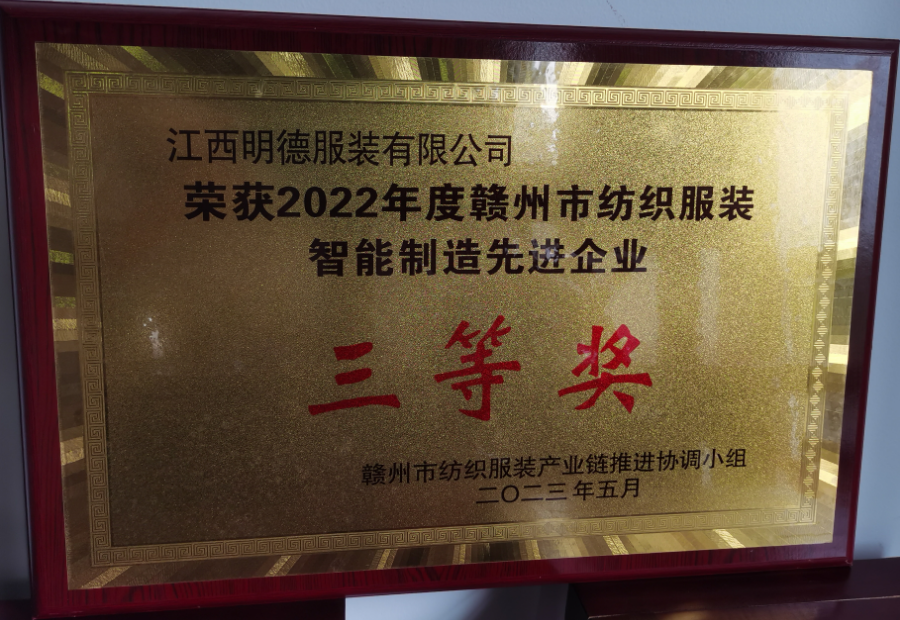 江西明德服装有限公司
荣获2022年度赣州市纺织服装
智能制造先进企业
三等奖
赣州市纺织服装产业链推进协调小组
二〇二三年五月